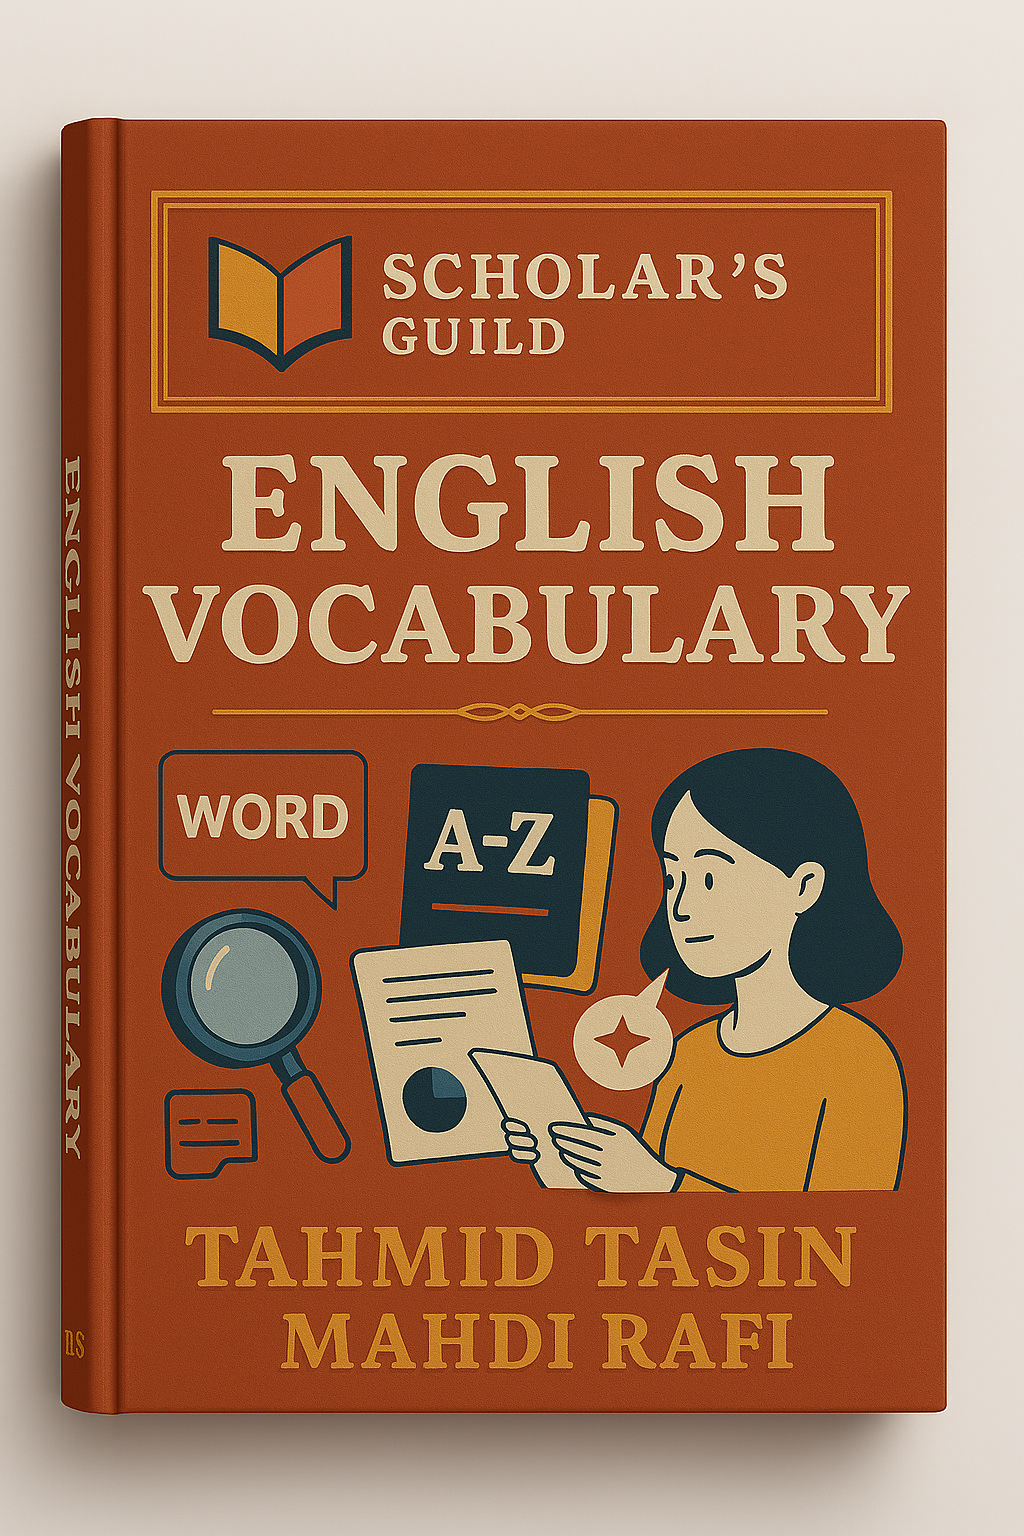 SCHOLAR'S
GUILD
ENGLISH
VOCABULARY
WORD
A-Z
TAHMID TASIN
MAHDI RAFI
ENGLISH VOCABULARY